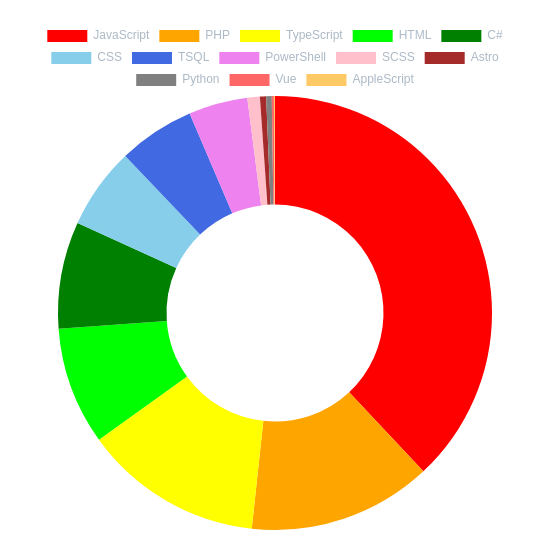 JavaScript PHP TypeScript HTML C#
CSS TSQL PowerShell SCSS Astro
Python Vue AppleScript